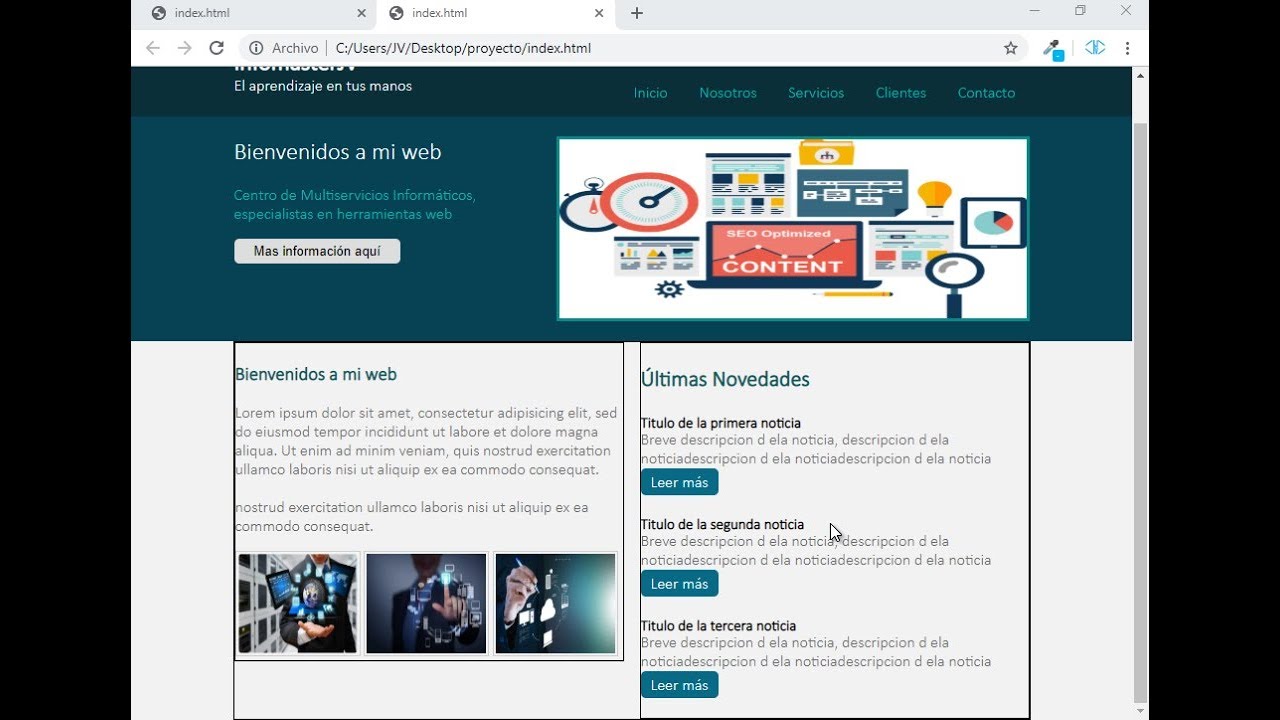 index.html
index.html
Archivo
C:/Users/JV/Desktop/proyecto/index.html
El aprendizaje en tus manos
Inicio Nosotros Servicios Clientes Contacto
Bienvenidos a mi web
Centro de Multiservicios Informáticos,
especialistas en herramientas web
Mas información aquí
SEO Optimized
CONTENT
Bienvenidos a mi web
Lorem ipsum dolor sit amet, consectetur adipisicing elit, sed
do eiusmod tempor incididunt ut labore et dolore magna
aliqua. Ut enim ad minim veniam, quis nostrud exercitation
ullamco laboris nisi ut aliquip ex ea commodo consequat.
nostrud exercitation ullamco laboris nisi ut aliquip ex ea
commodo consequat.
Últimas Novedades
Titulo de la primera noticia
Breve descripcion d ela noticia, descripcion d ela
noticiadescripcion d ela noticiadescripcion d ela noticia
Leer más
Titulo de la segunda noticia
Breve descripcion d ela noticia, descripcion d ela
noticiadescripcion d ela noticiadescripcion d ela noticia
Leer más
Titulo de la tercera noticia
Breve descripcion d ela noticia, descripcion d ela
noticiadescripcion d ela noticiadescripcion d ela noticia
Leer más